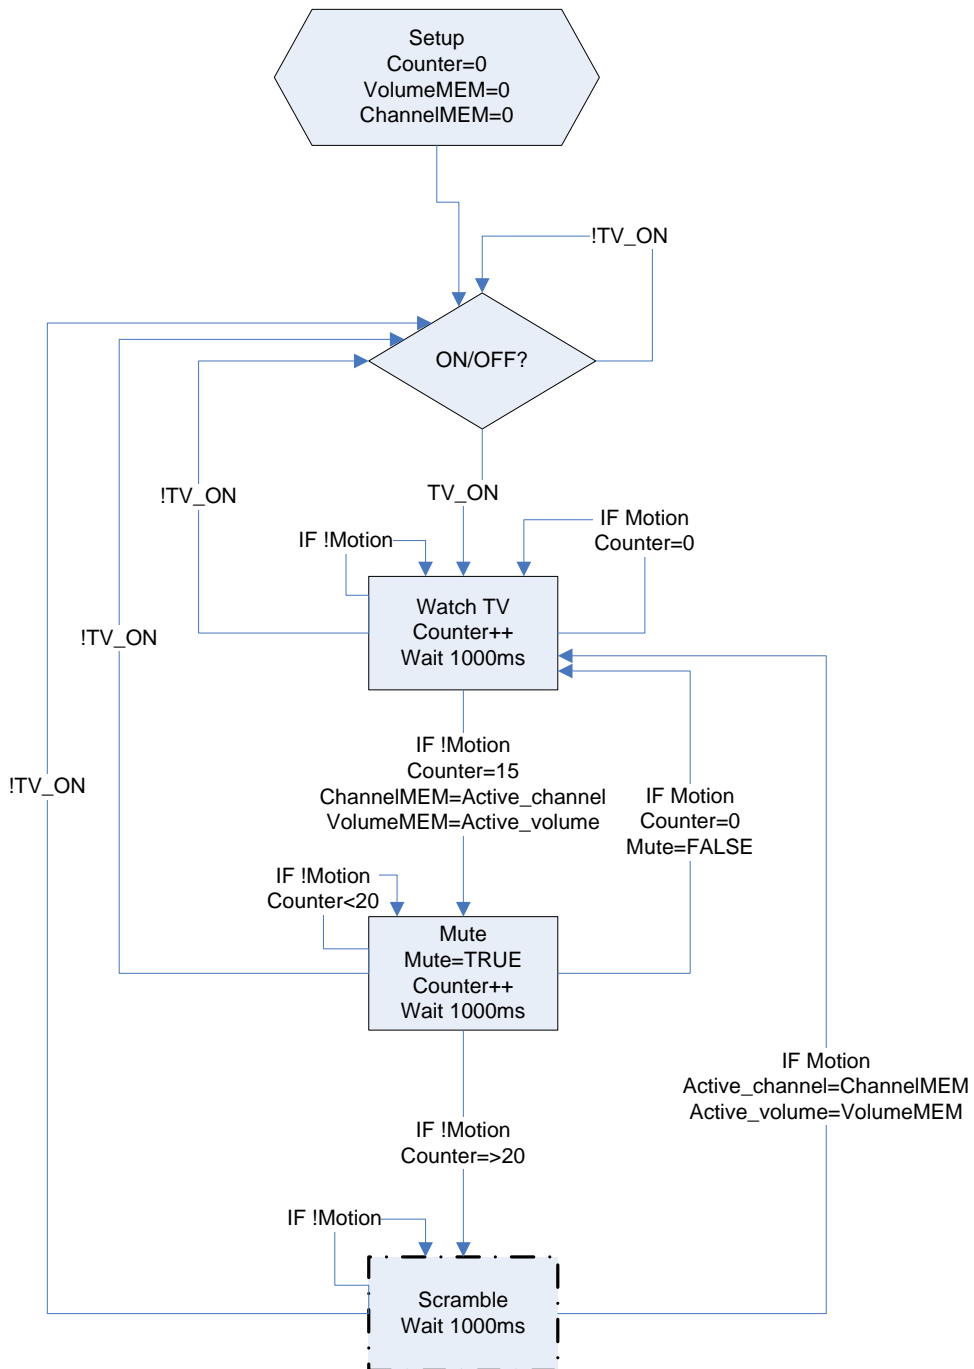 Setup
Counter=0
VolumeMEM=0
ChannelMEM=0
!TV_ON
ON/OFF?
!TV_ON
TV_ON
IF !Motion
IF Motion
Counter=0
Watch TV
Counter++
Wait 1000ms
!TV_ON
!TV_ON
IF !Motion
Counter=15
ChannelMEM=Active_channel
VolumeMEM=Active_volume
IF Motion
Counter=0
Mute=FALSE
IF !Motion
Counter<20
Mute
Mute=TRUE
Counter++
Wait 1000ms
IF Motion
Active_channel=ChannelMEM
Active_volume=VolumeMEM
IF !Motion
Counter=>20
IF !Motion
Scramble
Wait 1000ms